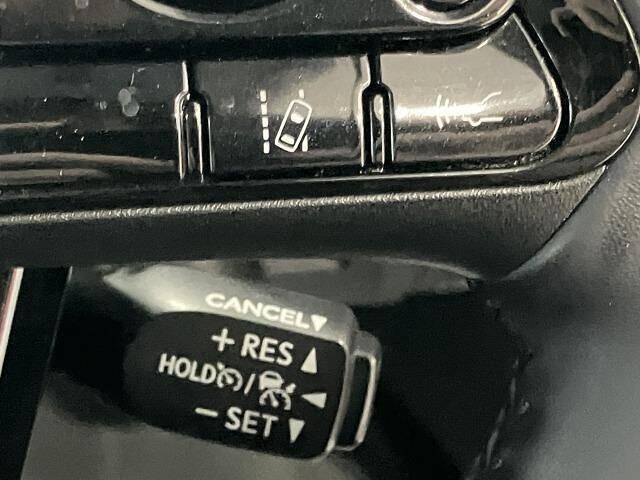 CANCEL▼
+ RES ▲
HOLD / ◄
− SET ▼